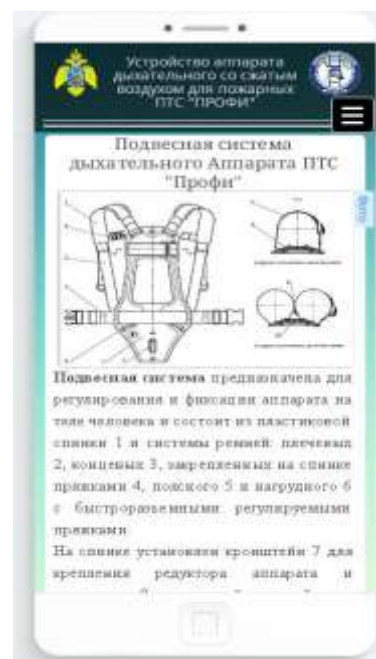 Устройство аппарата
дыхательного со сжатым
воздухом для пожарных
ПТС "ПРОФИ"
Подвесная система
дыхательного Аппарата ПТС
"Профи"
Подвесная система предназначена для
регулирования и фиксации аппарата на
теле человека и состоит из пластиковой
спинки 1 и системы ремней: плечевых
2, концевых 3, закрепленных на спинке
пряжками 4, поясного 5 и нагрудного 6
с быстроразъемными регулируемыми
пряжками.
На спинке установлен кронштейн 7 для
крепления редуктора аппарата и